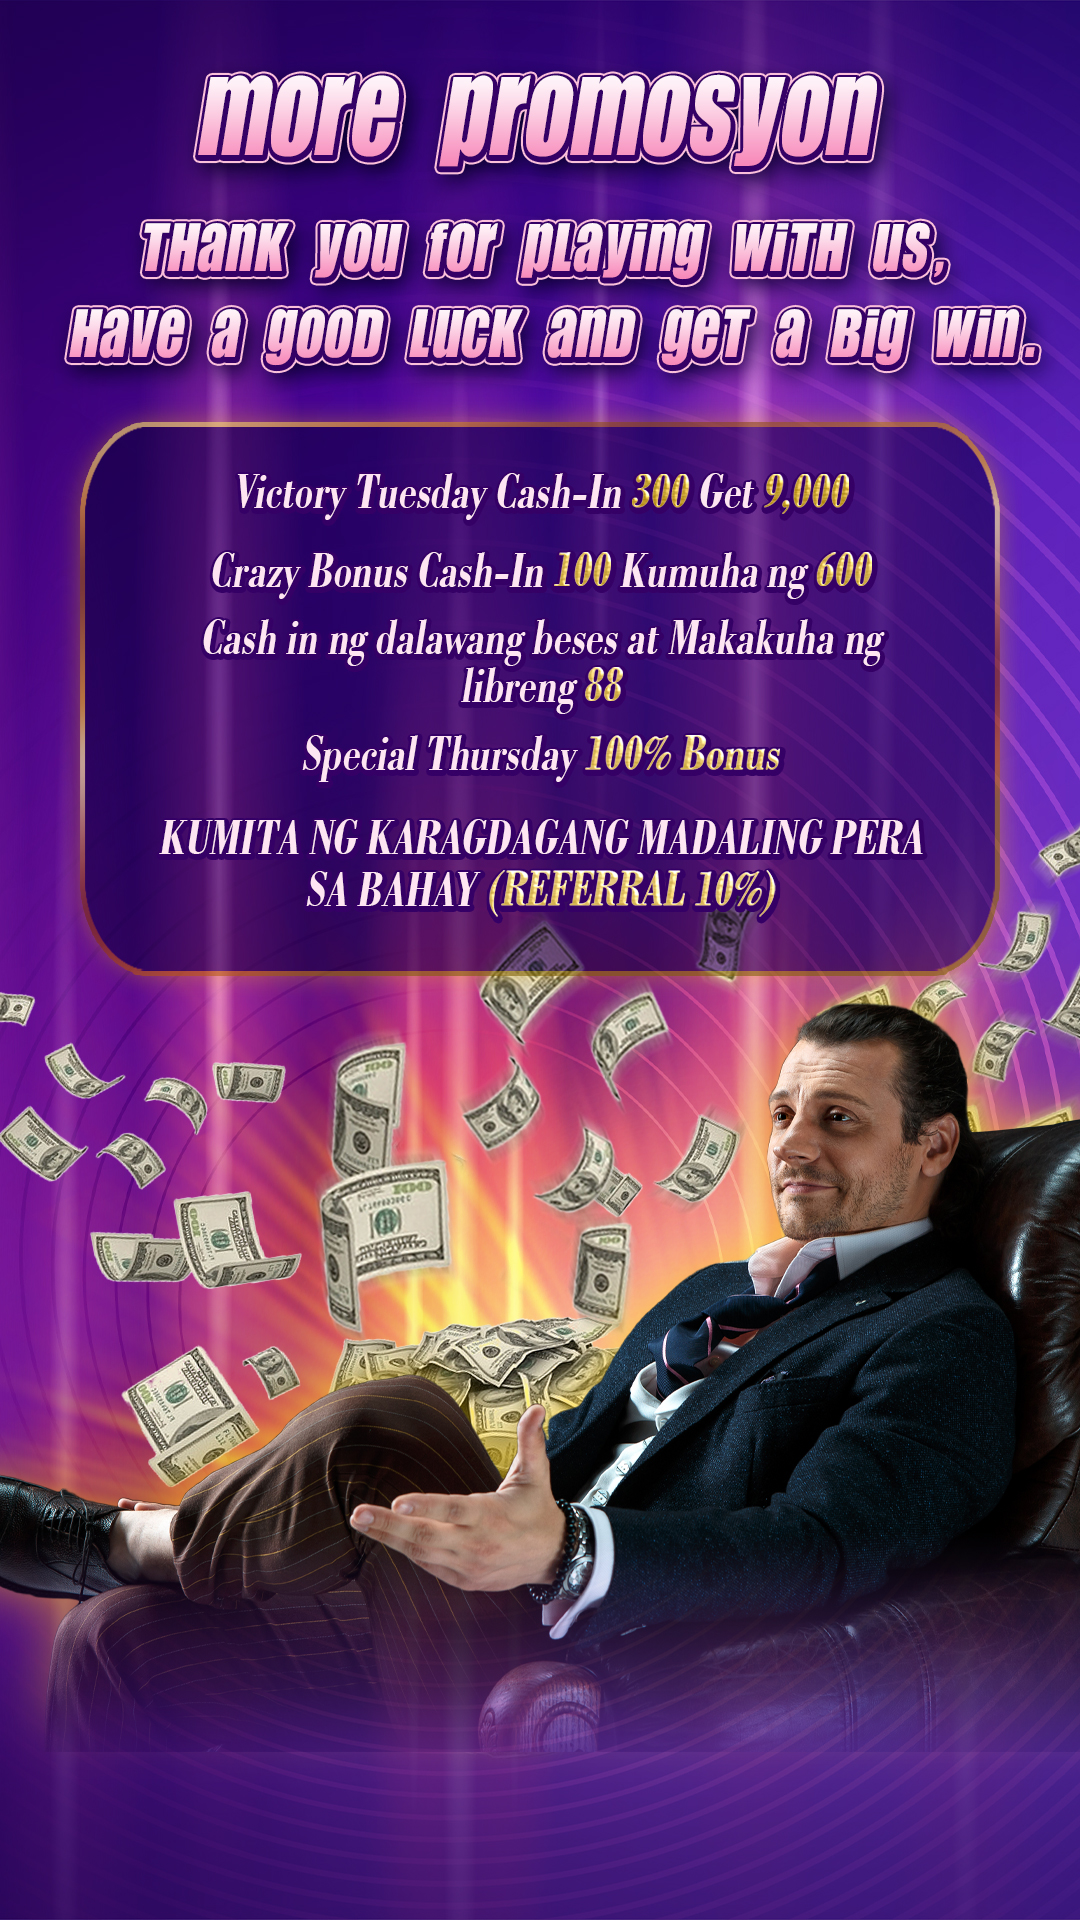 more promosyon
THank you for playing WiTH us,
Have a gooD Luck anD geT a Big Win.
Victory Tuesday Cash-In 300 Get 9,000
Crazy Bonus Cash-In 100 Kumuha ng 600
Cash in ng dalawang beses at Makakuha ng
libreng 88
Special Thursday 100% Bonus
KUMITA NG KARAGDAGANG MADALING PERA
SA BAHAY (REFERRAL 10%)